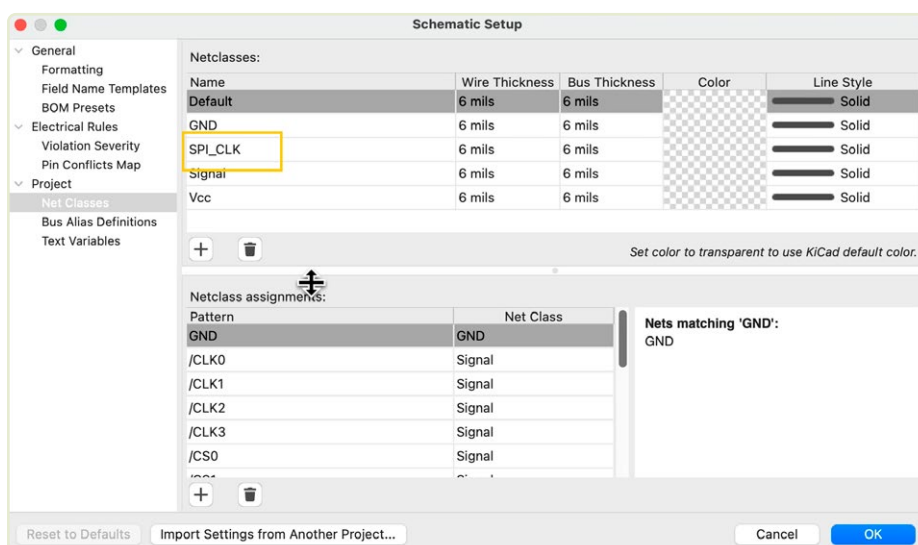 Schematic Setup
General
Formatting
Field Name Templates
BOM Presets
Electrical Rules
Violation Severity
Pin Conflicts Map
Project
Net Classes
Bus Alias Definitions
Text Variables
Netclasses:
Name Wire Thickness Bus Thickness Color Line Style
Default 6 mils 6 mils Solid
GND 6 mils 6 mils Solid
SPI_CLK 6 mils 6 mils Solid
Signal 6 mils 6 mils Solid
Vcc 6 mils 6 mils Solid
Set color to transparent to use KiCad default color.
Netclass assignments:
Pattern Net Class
GND GND
/CLK0 Signal
/CLK1 Signal
/CLK2 Signal
/CLK3 Signal
/CS0 Signal
Nets matching 'GND':
GND
Reset to Defaults Import Settings from Another Project... Cancel OK